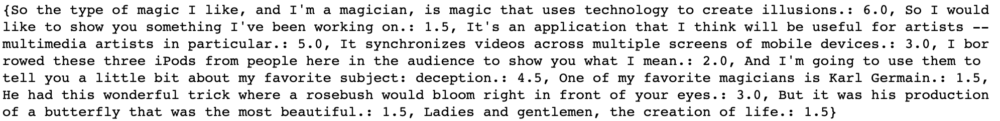 {So the type of magic I like, and I'm a magician, is magic that uses technology to create illusions.: 6.0, So I would
like to show you something I've been working on.: 1.5, It's an application that I think will be useful for artists --
multimedia artists in particular.: 5.0, It synchronizes videos across multiple screens of mobile devices.: 3.0, I bor
rowed these three iPods from people here in the audience to show you what I mean.: 2.0, And I'm going to use them to
tell you a little bit about my favorite subject: deception.: 4.5, One of my favorite magicians is Karl Germain.: 1.5,
He had this wonderful trick where a rosebush would bloom right in front of your eyes.: 3.0, But it was his production
of a butterfly that was the most beautiful.: 1.5, Ladies and gentlemen, the creation of life.: 1.5}